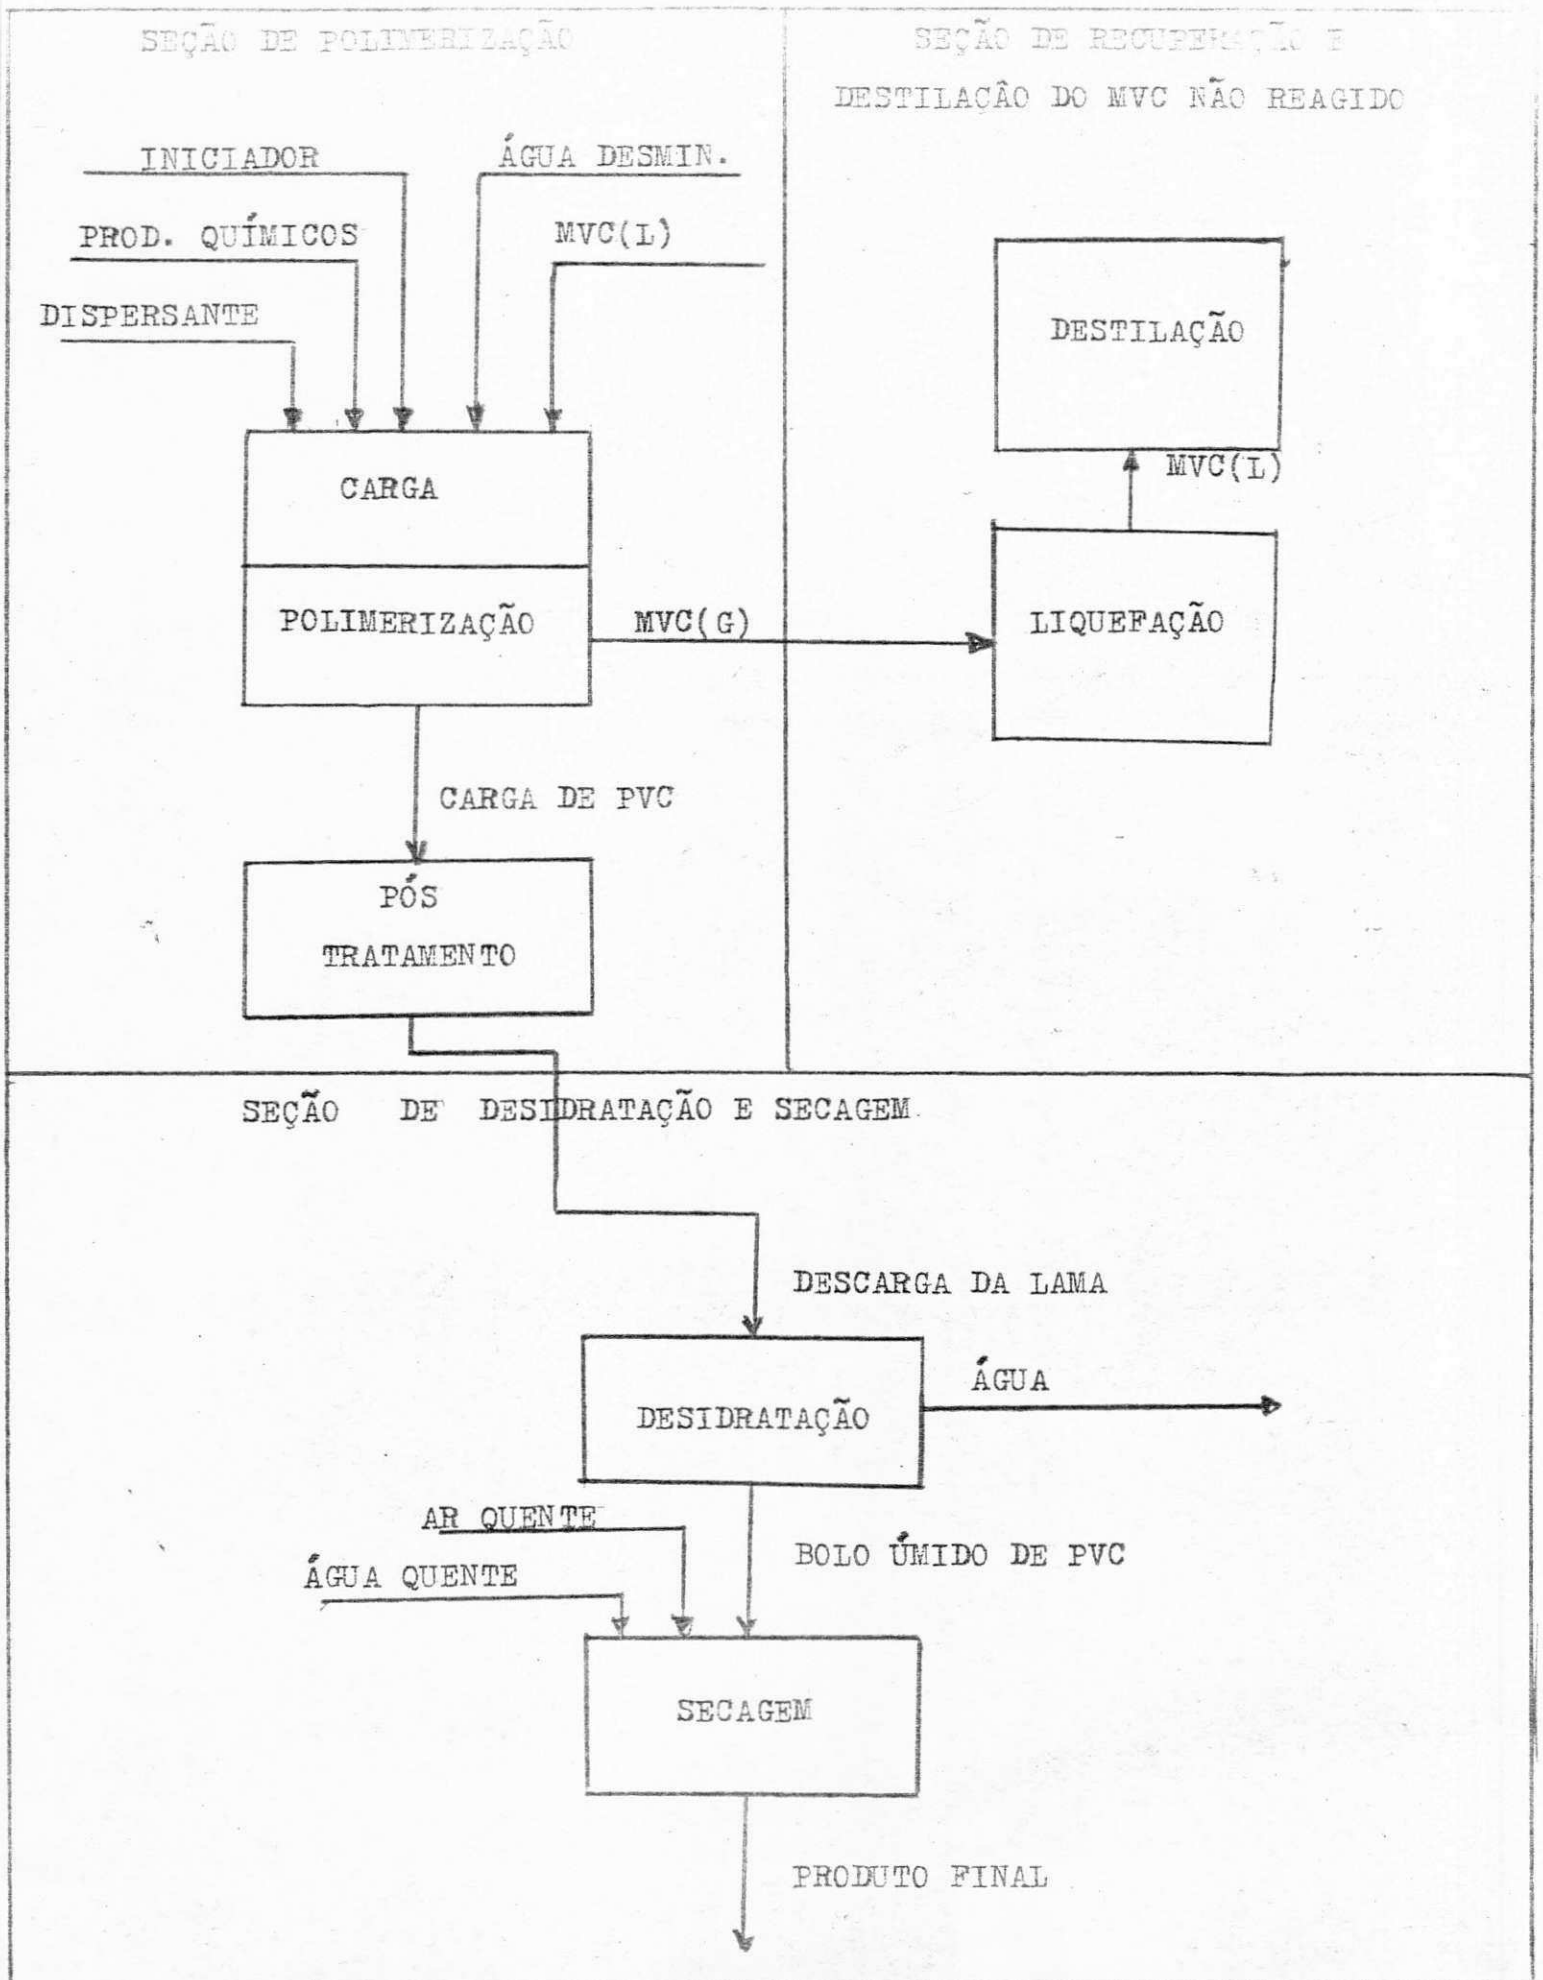 SEÇÃO DE POLIMERIZAÇÃO
SEÇÃO DE RECUPERAÇÃO E
DESTILAÇÃO DO MVC NÃO REAGIDO
INICIADOR
ÁGUA DESMIN.
PROD. QUÍMICOS
MVC(L)
DISPERSANTE
CARGA
POLIMERIZAÇÃO
MVC(G)
DESTILAÇÃO
MVC(L)
LIQUEFAÇÃO
CARGA DE PVC
PÓS
TRATAMENTO
SEÇÃO DE DESIDRATAÇÃO E SECAGEM
DESCARGA DA LAMA
DESIDRATAÇÃO
ÁGUA
AR QUENTE
ÁGUA QUENTE
BOLO ÚMIDO DE PVC
SECAGEM
PRODUTO FINAL